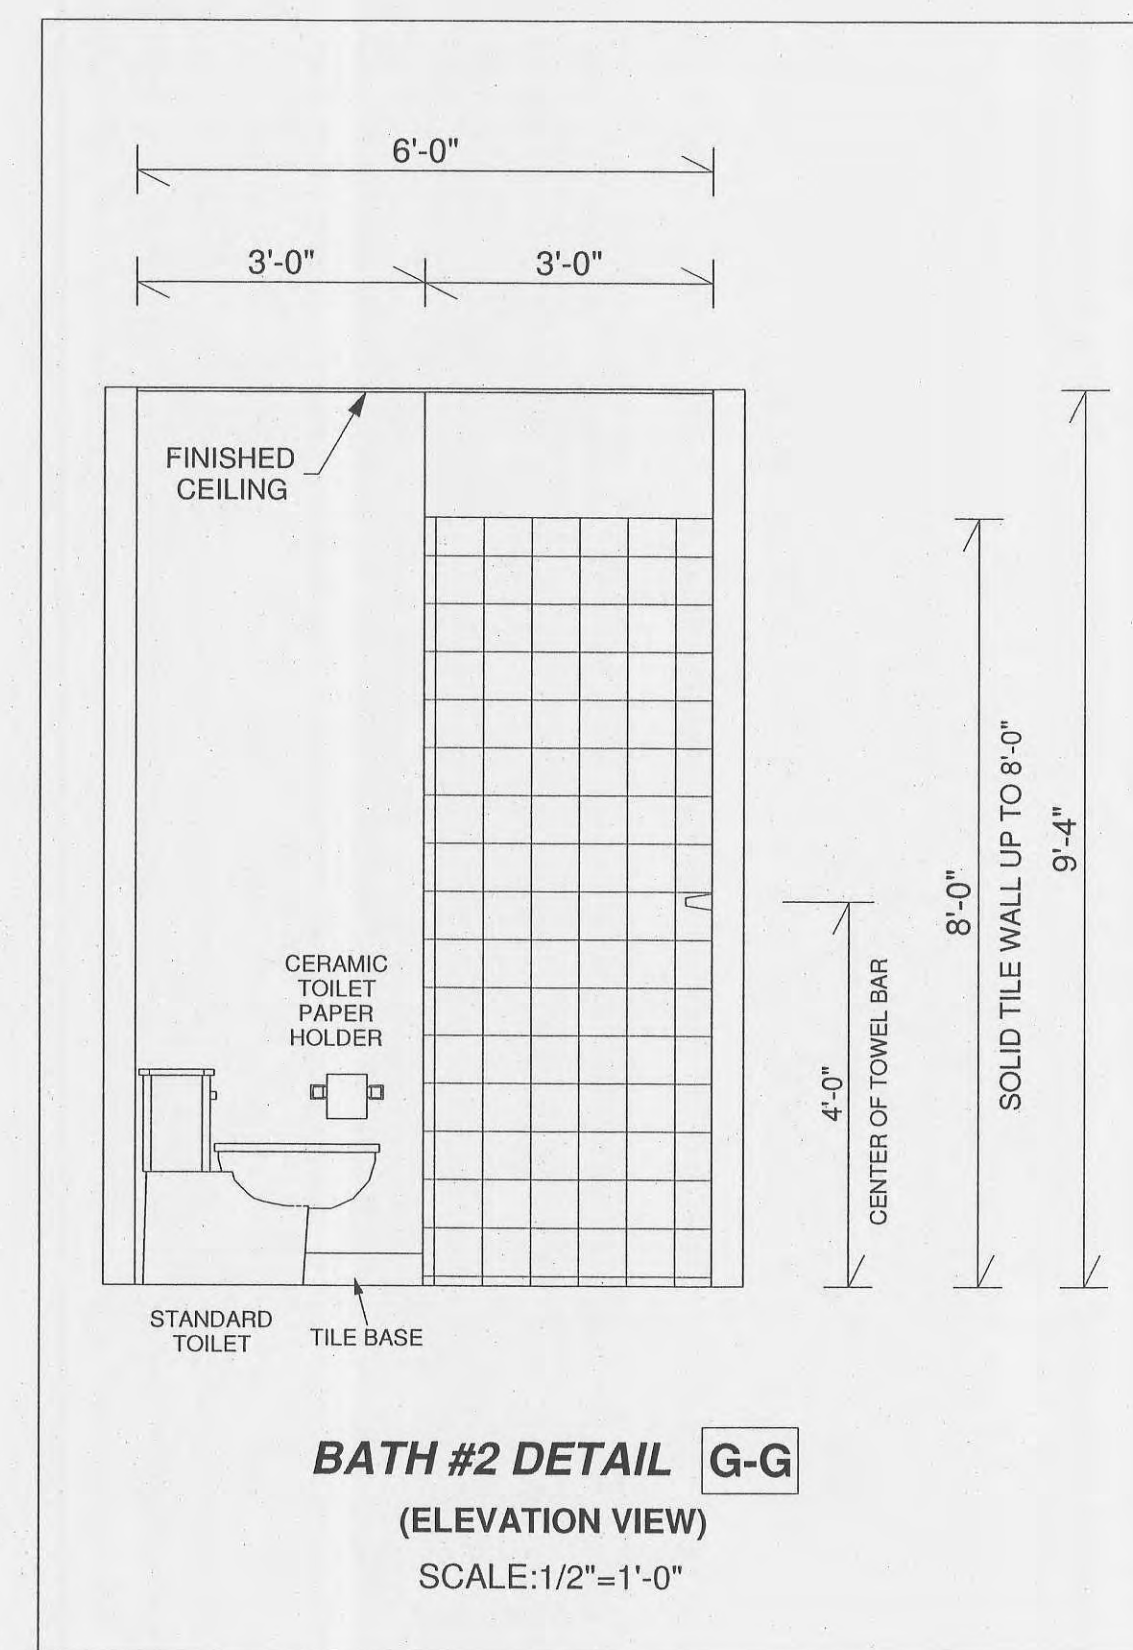 6'-0"
3'-0"
3'-0"
FINISHED
CEILING
9'-4"
SOLID TILE WALL UP TO 8'-0"
8'-0"
CENTER OF TOWEL BAR
4'-0"
CERAMIC
TOILET
PAPER
HOLDER
STANDARD
TOILET
TILE BASE
BATH #2 DETAIL G-G
(ELEVATION VIEW)
SCALE:1/2"=1'-0"